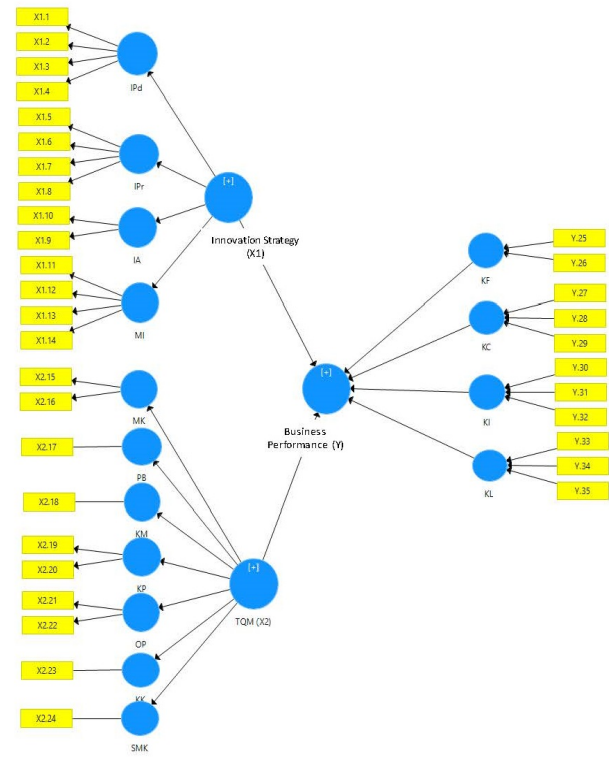 X1.1
X1.2
X1.3
X1.4
IPd
X1.5
X1.6
X1.7
X1.8
IPr
[+]
X1.10
X1.9
IA
Innovation Strategy
(X1)
X1.11
X1.12
X1.13
X1.14
MI
Y.25
Y.26
KF
Y.27
Y.28
Y.29
KC
Y.30
Y.31
Y.32
KI
Y.33
Y.34
Y.35
KL
[+]
Business
Performance (Y)
X2.15
X2.16
MK
X2.17
PB
X2.18
KM
X2.19
X2.20
KP
X2.21
X2.22
OP
[+]
TQM (X2)
X2.23
KK
X2.24
SMK